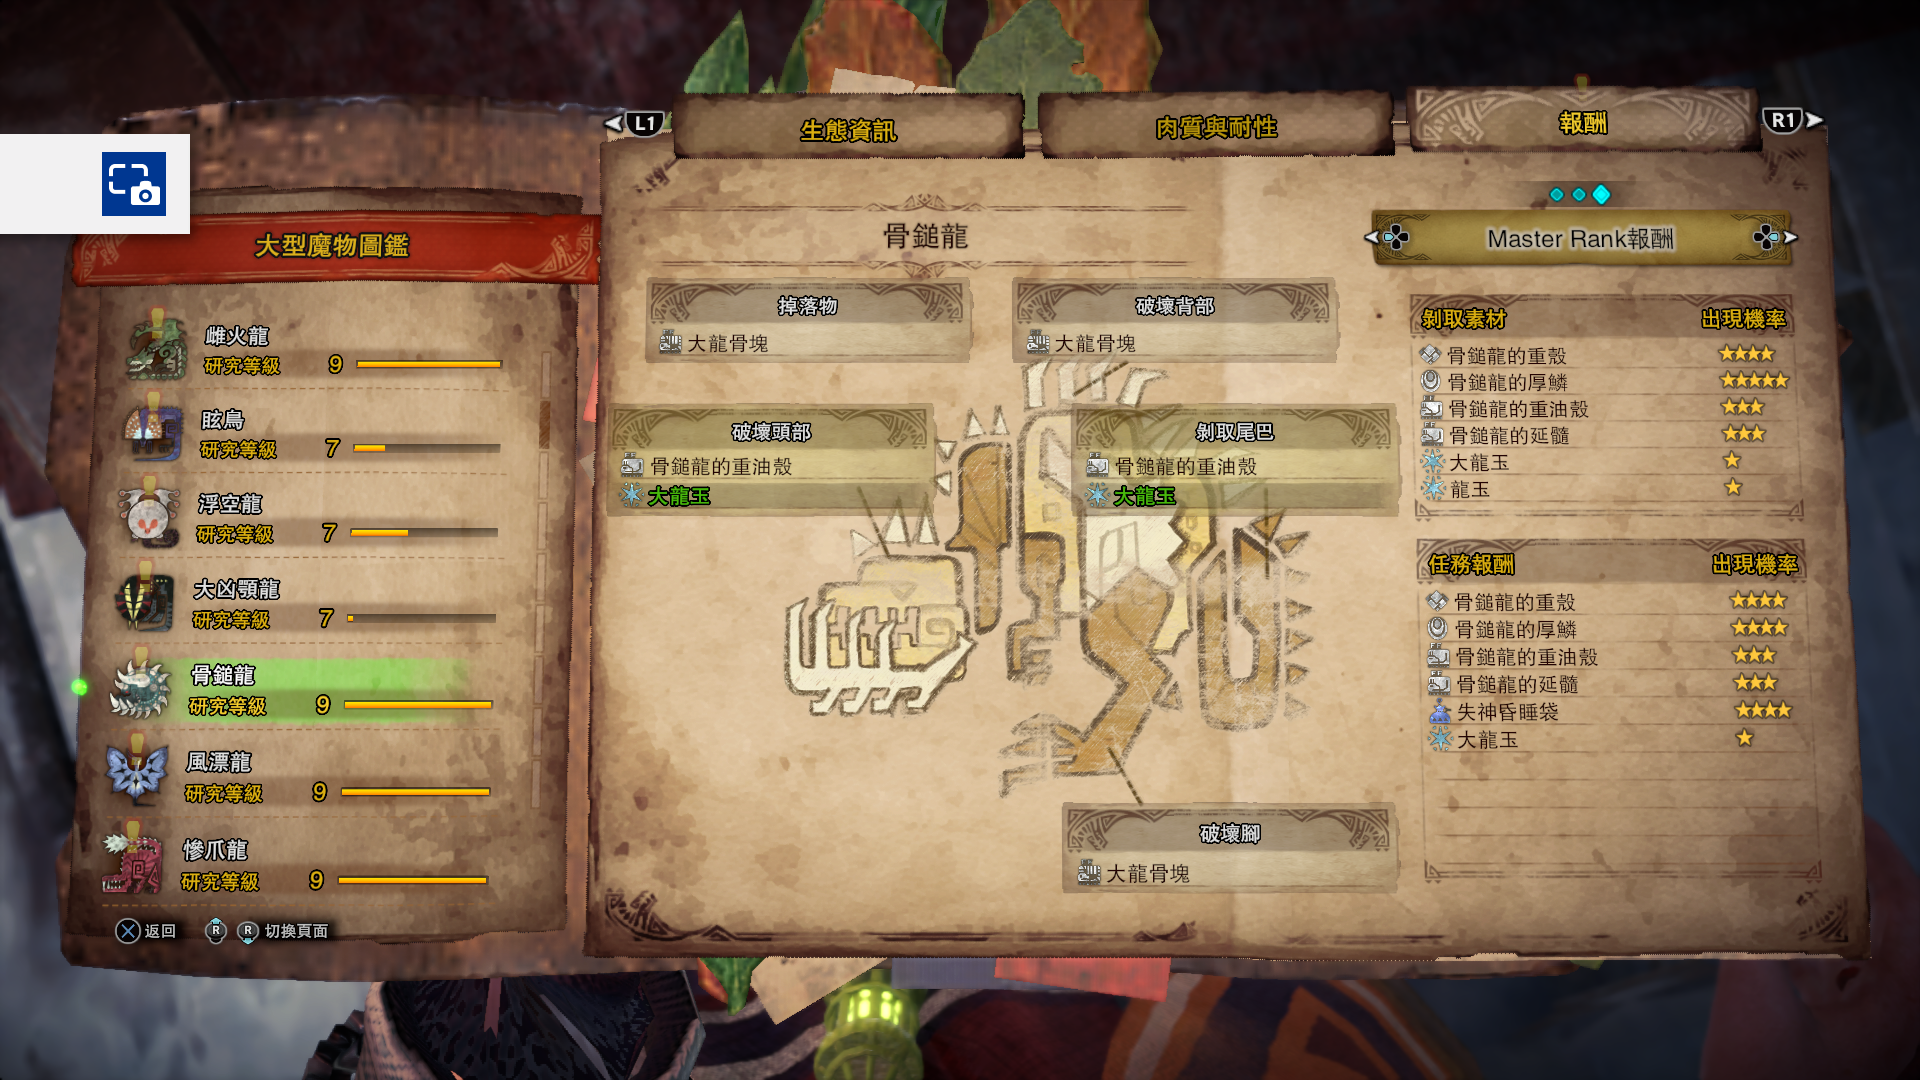 L1
生態資訊
肉質與耐性
報酬
R1
大型魔物圖鑑
雌火龍
研究等級 9
眩鳥
研究等級 7
浮空龍
研究等級 7
大凶顎龍
研究等級 7
骨鎚龍
研究等級 9
風漂龍
研究等級 9
慘爪龍
研究等級 9
返回
R
R
切換頁面
骨鎚龍
掉落物
大龍骨塊
破壞背部
大龍骨塊
破壞頭部
骨鎚龍的重油殼
大龍玉
剝取尾巴
骨鎚龍的重油殼
大龍玉
破壞腳
大龍骨塊
Master Rank報酬
剝取素材 出現機率
骨鎚龍的重殼 ★★★★
骨鎚龍的厚鱗 ★★★★★
骨鎚龍的重油殼 ★★★
骨鎚龍的延髓 ★★★
大龍玉 ★
龍玉 ★
任務報酬 出現機率
骨鎚龍的重殼 ★★★★
骨鎚龍的厚鱗 ★★★★
骨鎚龍的重油殼 ★★★
骨鎚龍的延髓 ★★★
失神昏睡袋 ★★★★
大龍玉 ★